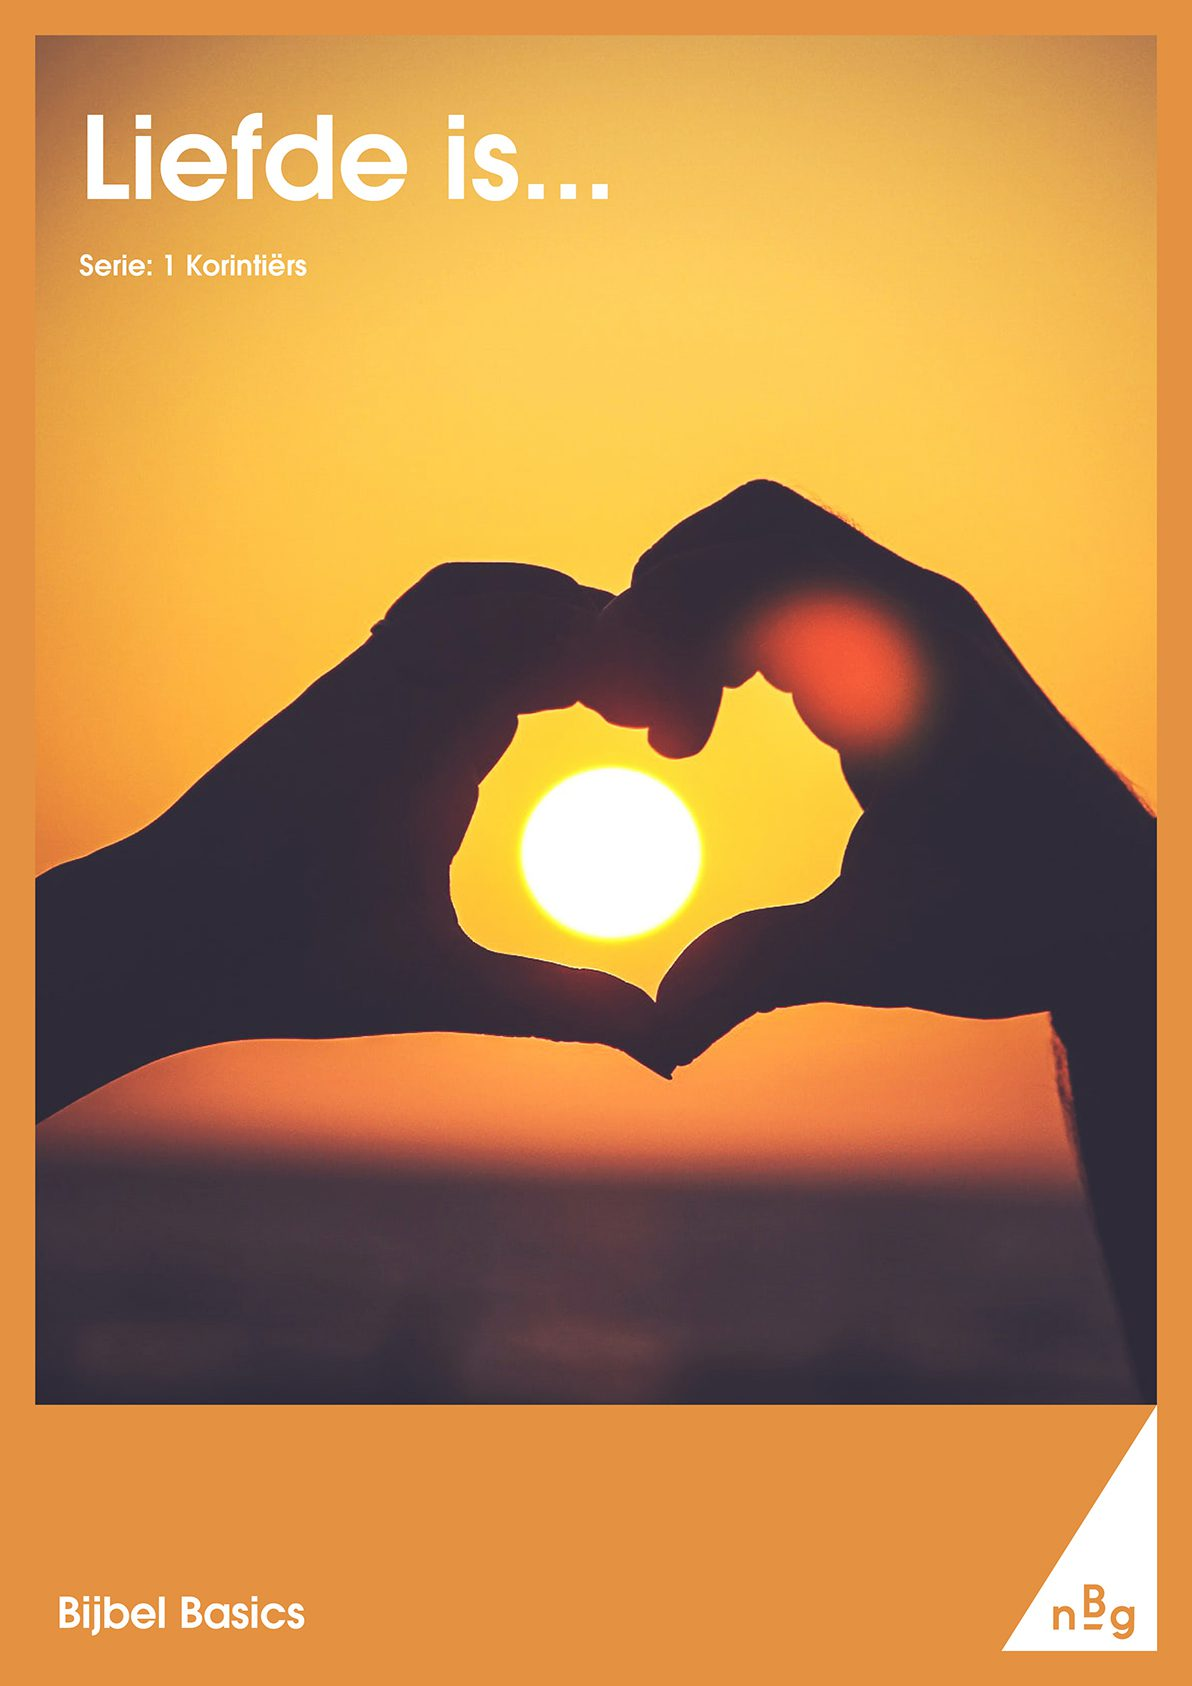 Liefde is...
Serie: 1 Korintiërs
Bijbel Basics
nBg